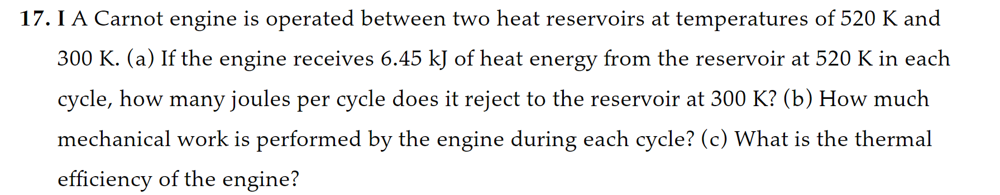 17. I A Carnot engine is operated between two heat reservoirs at temperatures of 520 K and
300 K. (a) If the engine receives 6.45 kJ of heat energy from the reservoir at 520 K in each
cycle, how many joules per cycle does it reject to the reservoir at 300 K? (b) How much
mechanical work is performed by the engine during each cycle? (c) What is the thermal
efficiency of the engine?